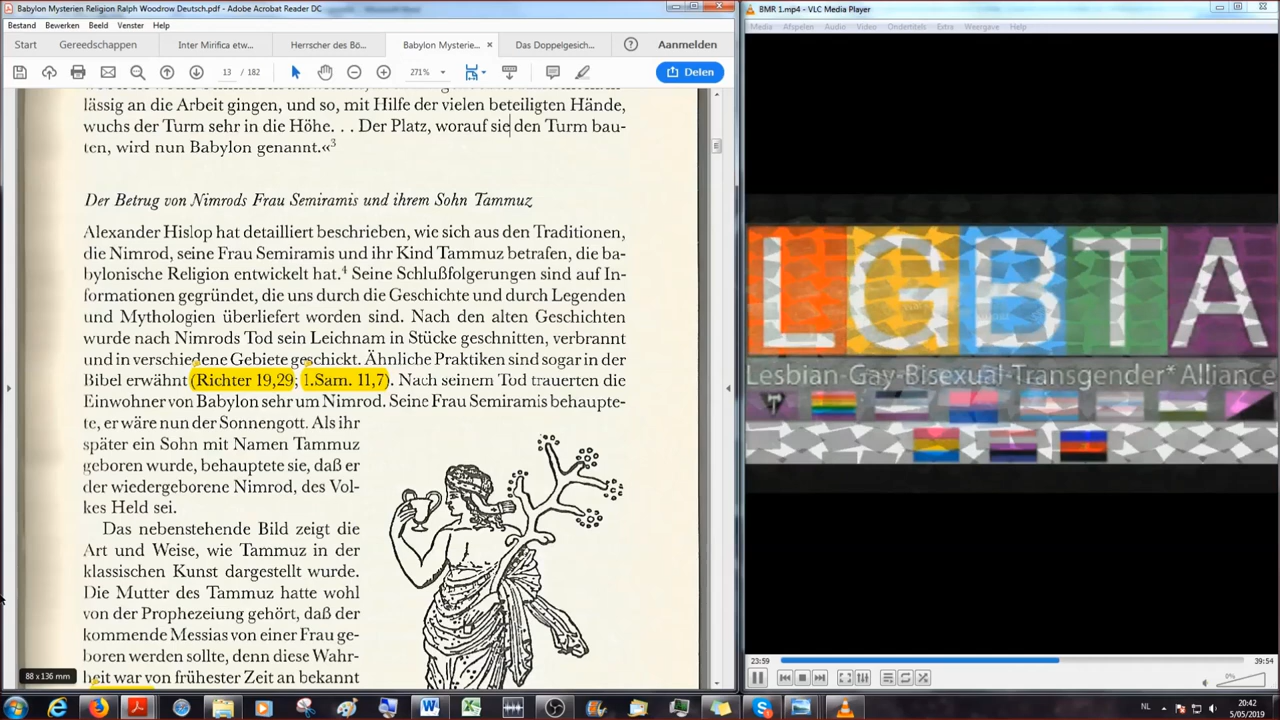 Babylon Mysterien Religion Ralph Woodrow Deutsch.pdf - Adobe Acrobat Reader DC
Bestand Bewerken Beeld Venster Help
Start Gereedschappen Inter Mirifica etw... Herrscher des Bö... Babylon Mysterie... × Das Doppelgesich... Aanmelden
13 / 182 271% Delen
lässig an die Arbeit gingen, und so, mit Hilfe der vielen beteiligten Hände,
wuchs der Turm sehr in die Höhe. . . Der Platz, worauf sie den Turm bau-
ten, wird nun Babylon genannt.«3
Der Betrug von Nimrods Frau Semiramis und ihrem Sohn Tammuz
Alexander Hislop hat detailliert beschrieben, wie sich aus den Traditionen,
die Nimrod, seine Frau Semiramis und ihr Kind Tammuz betrafen, die ba-
bylonische Religion entwickelt hat.4 Seine Schlußfolgerungen sind auf In-
formationen gegründet, die uns durch die Geschichte und durch Legenden
und Mythologien überliefert worden sind. Nach den alten Geschichten
wurde nach Nimrods Tod sein Leichnam in Stücke geschnitten, verbrannt
und in verschiedene Gebiete geschickt. Ähnliche Praktiken sind sogar in der
Bibel erwähnt (Richter 19,29; 1.Sam. 11,7). Nach seinem Tod trauerten die
Einwohner von Babylon sehr um Nimrod. Seine Frau Semiramis behaupte-
te, er wäre nun der Sonnengott. Als ihr
später ein Sohn mit Namen Tammuz
geboren wurde, behauptete sie, daß er
der wiedergeborene Nimrod, des Vol-
kes Held sei.
Das nebenstehende Bild zeigt die
Art und Weise, wie Tammuz in der
klassischen Kunst dargestellt wurde.
Die Mutter des Tammuz hatte wohl
von der Prophezeiung gehört, daß der
kommende Messias von einer Frau ge-
boren werden sollte, denn diese Wahr-
heit war von frühester Zeit an bekannt
88 x 136 mm
BMR 1.mp4 - VLC Media Player
Media Afspelen Audio Video Ondertitels Extra Weergave Help
LGBTA
Lesbian-Gay-Bisexual-Transgender* Alliance
23:59 39:54
0%
NL 20:42
5/05/2019